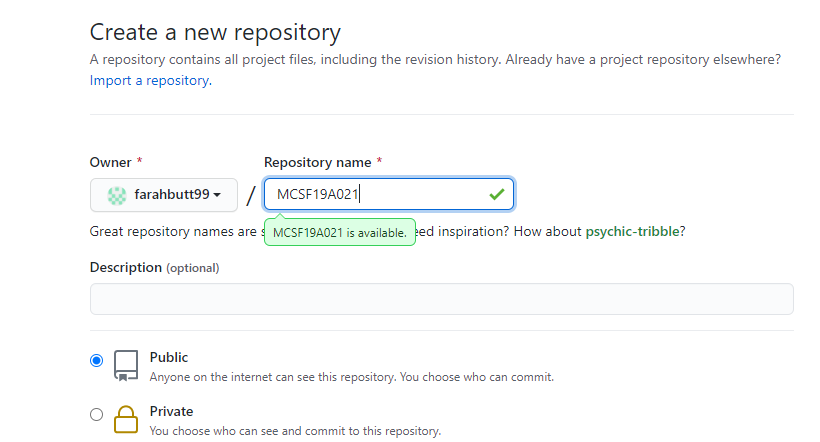 Create a new repository
A repository contains all project files, including the revision history. Already have a project repository elsewhere?
Import a repository.
Owner *
Repository name *
farahbutt99
/
MCSF19A021
MCSF19A021 is available.
Great repository names are inspiration? How about psychic-tribble?
Description (optional)
Public
Anyone on the internet can see this repository. You choose who can commit.
Private
You choose who can see and commit to this repository.